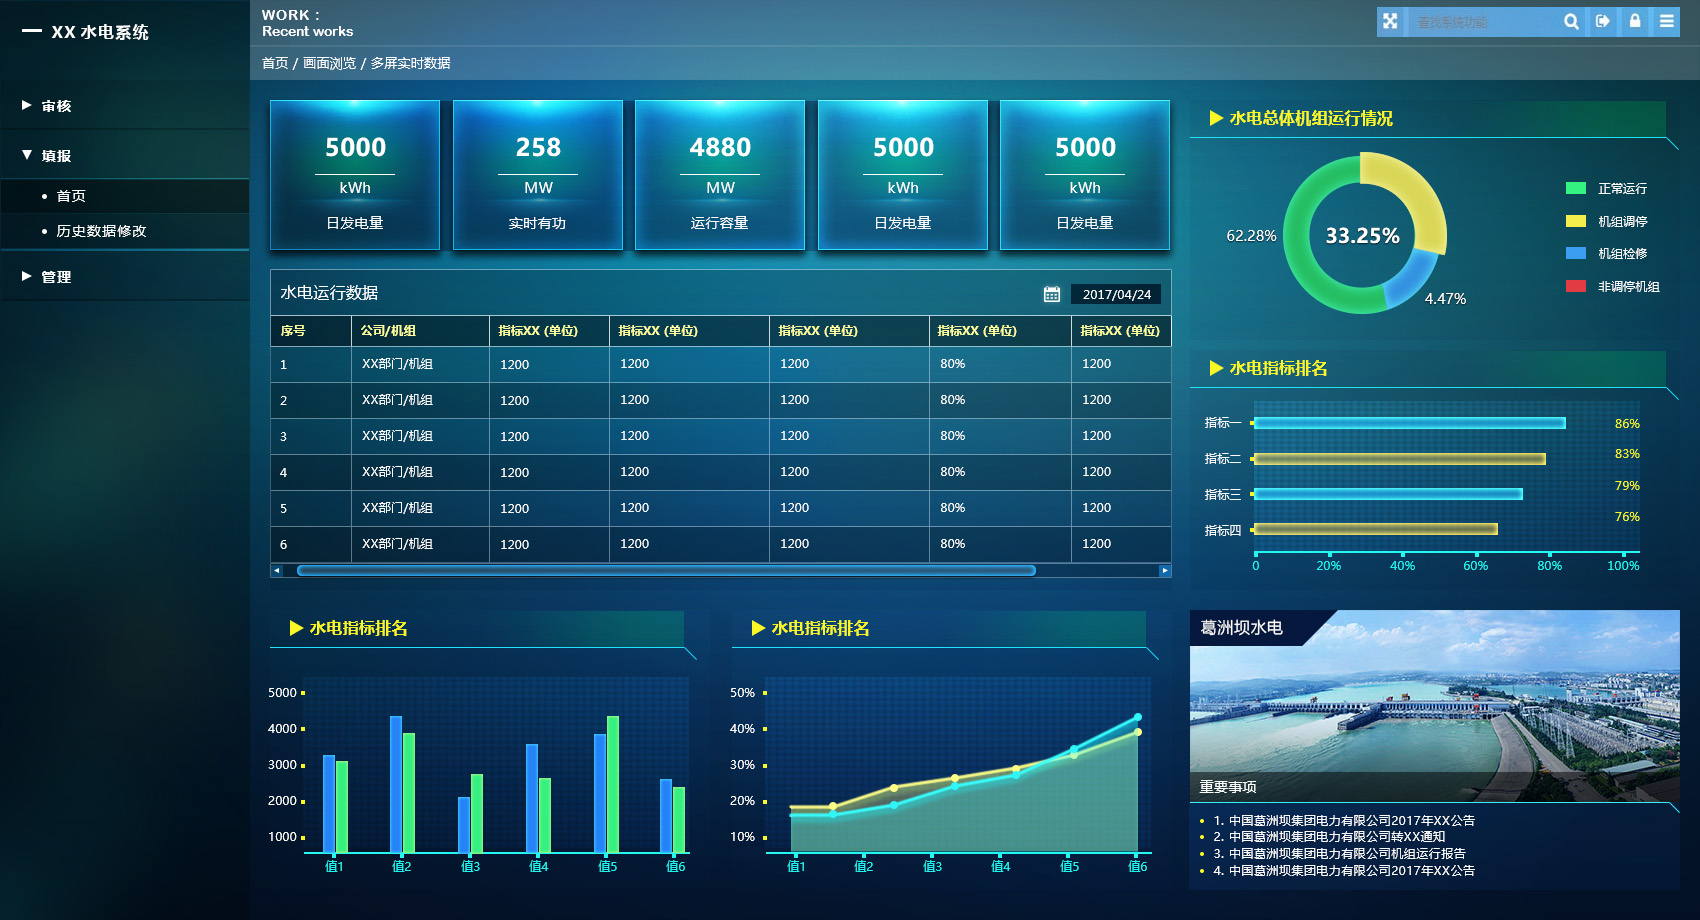 XX 水电系统
审核
填报
首页
历史数据修改
管理
WORK :
Recent works
查找系统功能
首页 / 画面浏览 / 多屏实时数据
5000
kWh
日发电量
258
MW
实时有功
4880
MW
运行容量
5000
kWh
日发电量
5000
kWh
日发电量
水电运行数据
2017/04/24
序号 公司/机组 指标XX (单位) 指标XX (单位) 指标XX (单位) 指标XX (单位) 指标XX (单位)
1 XX部门/机组 1200 1200 1200 80% 1200
2 XX部门/机组 1200 1200 1200 80% 1200
3 XX部门/机组 1200 1200 1200 80% 1200
4 XX部门/机组 1200 1200 1200 80% 1200
5 XX部门/机组 1200 1200 1200 80% 1200
6 XX部门/机组 1200 1200 1200 80% 1200
水电总体机组运行情况
62.28%
33.25%
4.47%
正常运行
机组调停
机组检修
非调停机组
水电指标排名
指标一 86%
指标二 83%
指标三 79%
指标四 76%
0 20% 40% 60% 80% 100%
水电指标排名
5000
4000
3000
2000
1000
值1 值2 值3 值4 值5 值6
水电指标排名
50%
40%
30%
20%
10%
值1 值2 值3 值4 值5 值6
葛洲坝水电
重要事项
1. 中国葛洲坝集团电力有限公司2017年XX公告
2. 中国葛洲坝集团电力有限公司转XX通知
3. 中国葛洲坝集团电力有限公司机组运行报告
4. 中国葛洲坝集团电力有限公司2017年XX公告